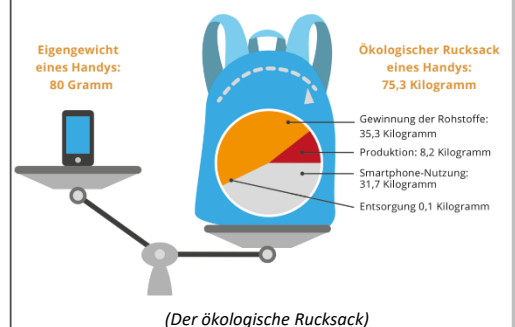 Eigengewicht
eines Handys:
80 Gramm
Ökologischer Rucksack
eines Handys:
75,3 Kilogramm
Gewinnung der Rohstoffe:
35,3 Kilogramm
Produktion: 8,2 Kilogramm
Smartphone-Nutzung:
31,7 Kilogramm
Entsorgung 0,1 Kilogramm
(Der ökologische Rucksack)